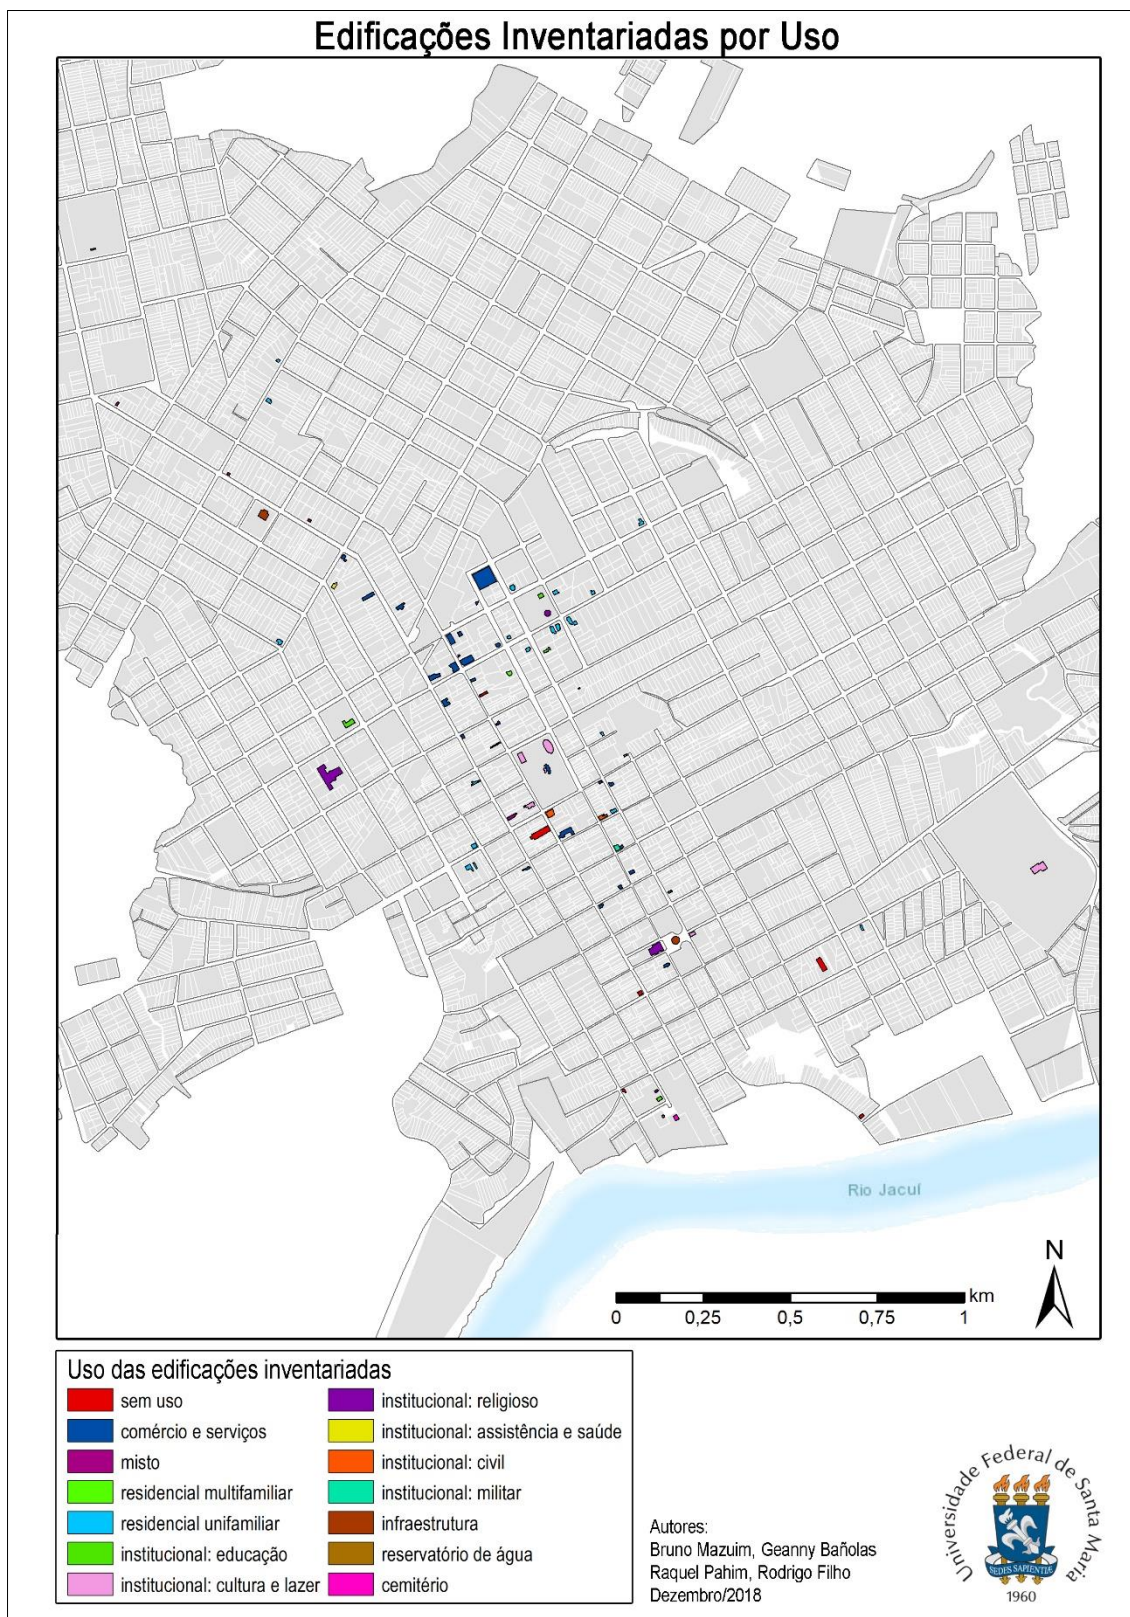 Edificações Inventariadas por Uso
Rio Jacuí
N
km
0 0,25 0,5 0,75 1
Uso das edificações inventariadas
sem uso
comércio e serviços
misto
residencial multifamiliar
residencial unifamiliar
institucional: educação
institucional: cultura e lazer
institucional: religioso
institucional: assistência e saúde
institucional: civil
institucional: militar
infraestrutura
reservatório de água
cemitério
Autores:
Bruno Mazuim, Geanny Bañolas
Raquel Pahim, Rodrigo Filho
Dezembro/2018
Universidade Federal de Santa Maria
SEDES SAPIENTIÆ
1960